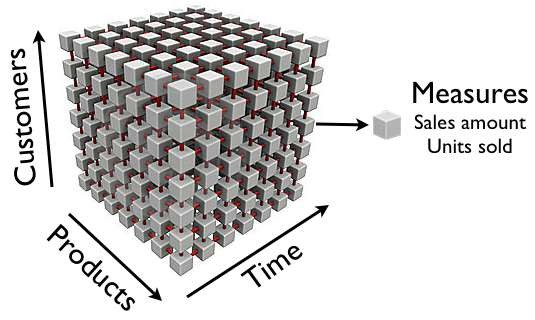 Customers
Products
Time
Measures
Sales amount
Units sold